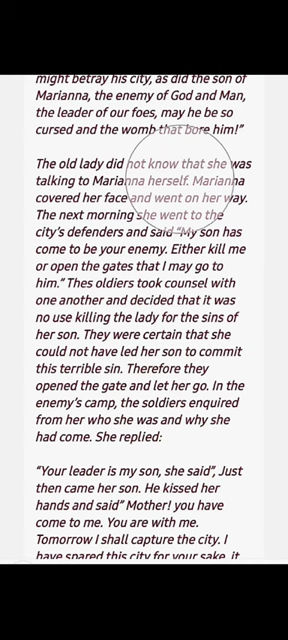 might betray his city, as did the son of
Marianna, the enemy of God and Man,
the leader of our foes, may he be so
cursed and the womb that bore him!”
The old lady did not know that she was
talking to Marianna herself. Marianna
covered her face and went on her way.
The next morning she went to the
city’s defenders and said “My son has
come to be your enemy. Either kill me
or open the gates that I may go to
him.” Thes oldiers took counsel with
one another and decided that it was
no use killing the lady for the sins of
her son. They were certain that she
could not have led her son to commit
this terrible sin. Therefore they
opened the gate and let her go. In the
enemy’s camp, the soldiers enquired
from her who she was and why she
had come. She replied:
“Your leader is my son, she said”, Just
then came her son. He kissed her
hands and said” Mother! you have
come to me. You are with me.
Tomorrow I shall capture the city. I
have spared this city for your sake, it